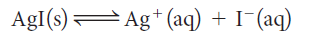 AgI(s) ⇌ Ag⁺(aq) + I⁻(aq)